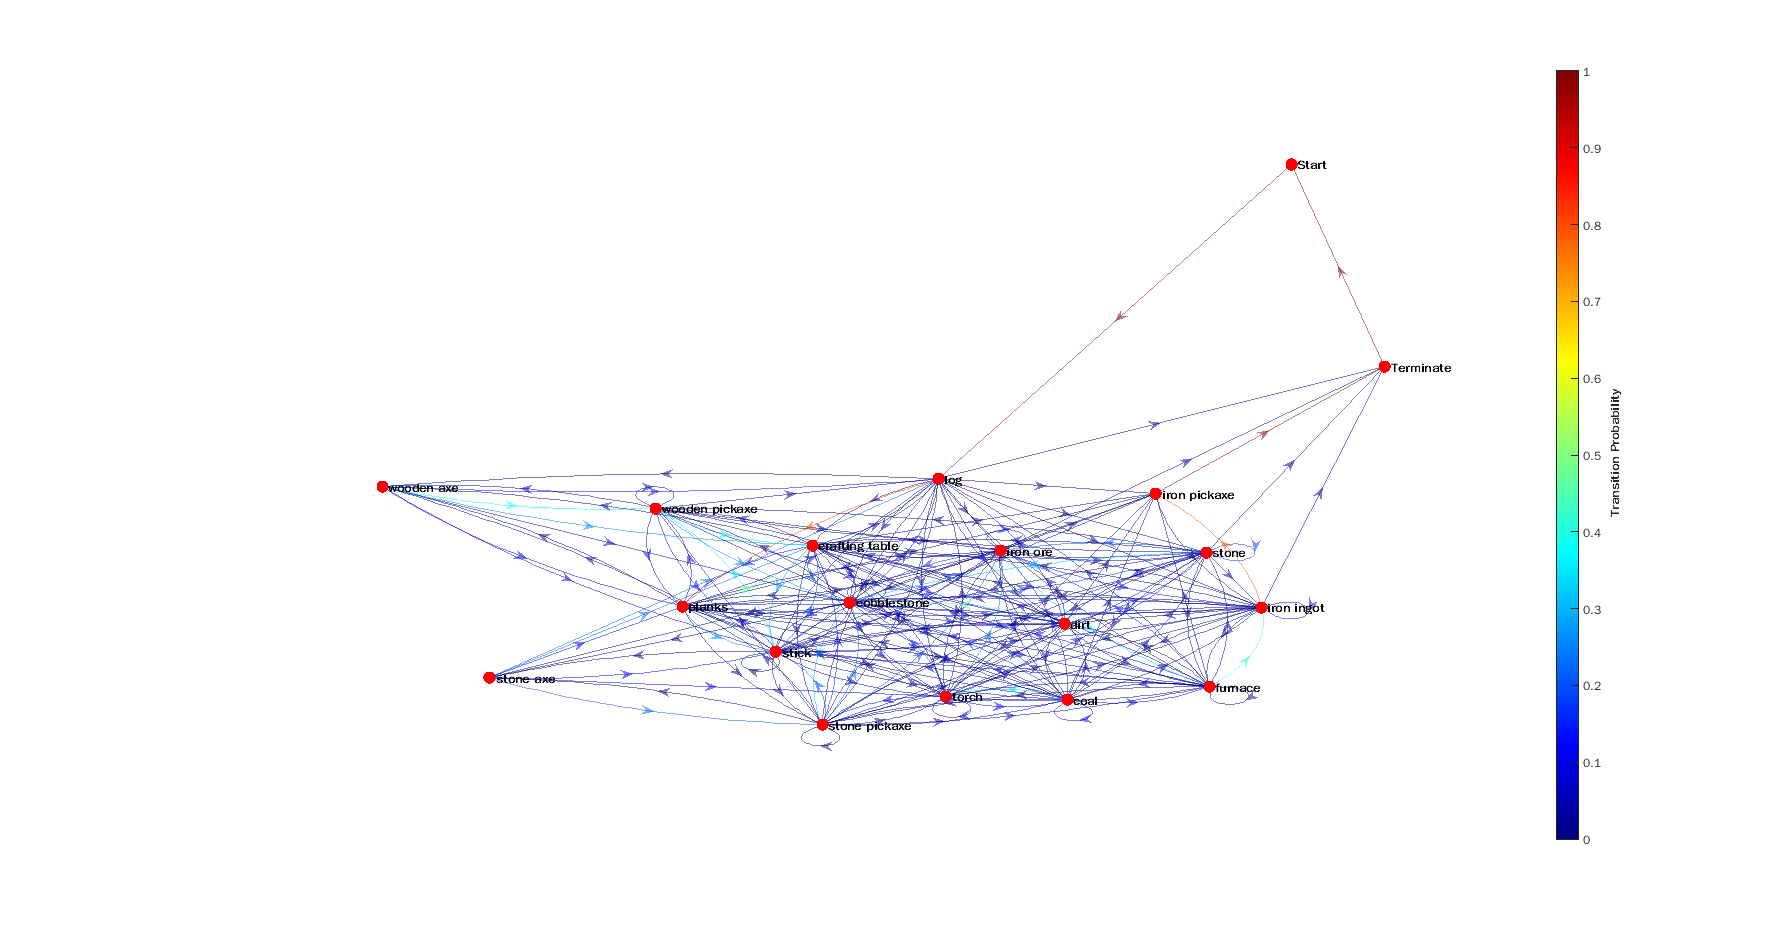 1
0.9
Start
0.8
0.7
Terminate
0.6
Transition Probability
0.5
log
wooden axe
iron pickaxe
wooden pickaxe
0.4
crafting table
iron ore
stone
0.3
cobblestone
planks
iron ingot
dirt
stick
stone axe
furnace
0.2
torch
coal
stone pickaxe
0.1
0